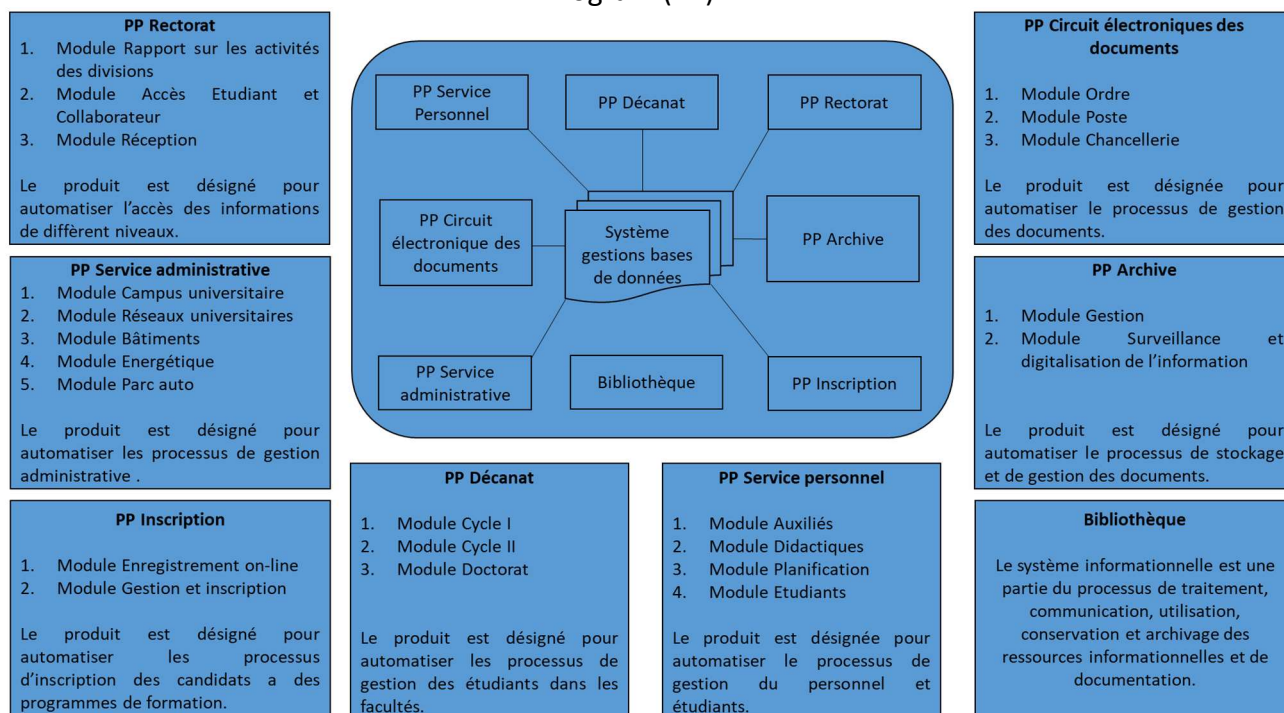 PP Rectorat
1. Module Rapport sur les activités
des divisions
2. Module Accès Etudiant et
Collaborateur
3. Module Réception
Le produit est désigné pour
automatiser l'accès des informations
de diffèrent niveaux.
PP Service administrative
1. Module Campus universitaire
2. Module Réseaux universitaires
3. Module Bâtiments
4. Module Energétique
5. Module Parc auto
Le produit est désigné pour
automatiser les processus de gestion
administrative .
PP Inscription
1. Module Enregistrement on-line
2. Module Gestion et inscription
Le produit est désigné pour
automatiser les processus
d'inscription des candidats a des
programmes de formation.
PP Service
Personnel
PP Décanat
PP Rectorat
PP Circuit
électronique des
documents
Système
gestions bases
de données
PP Archive
PP Service
administrative
Bibliothèque
PP Inscription
PP Décanat
1. Module Cycle I
2. Module Cycle II
3. Module Doctorat
Le produit est désigné pour
automatiser les processus de
gestion des étudiants dans les
facultés.
PP Service personnel
1. Module Auxiliés
2. Module Didactiques
3. Module Planification
4. Module Etudiants
Le produit est désignée pour
automatiser le processus de
gestion du personnel et
étudiants.
PP Circuit électroniques des
documents
1. Module Ordre
2. Module Poste
3. Module Chancellerie
Le produit est désignée pour
automatiser le processus de gestion
des documents.
PP Archive
1. Module Gestion
2. Module Surveillance et
digitalisation de l'information
Le produit est désigné pour
automatiser le processus de stockage
et de gestion des documents.
Bibliothèque
Le système informationnelle est une
partie du processus de traitement,
communication, utilisation,
conservation et archivage des
ressources informationnelles et de
documentation.